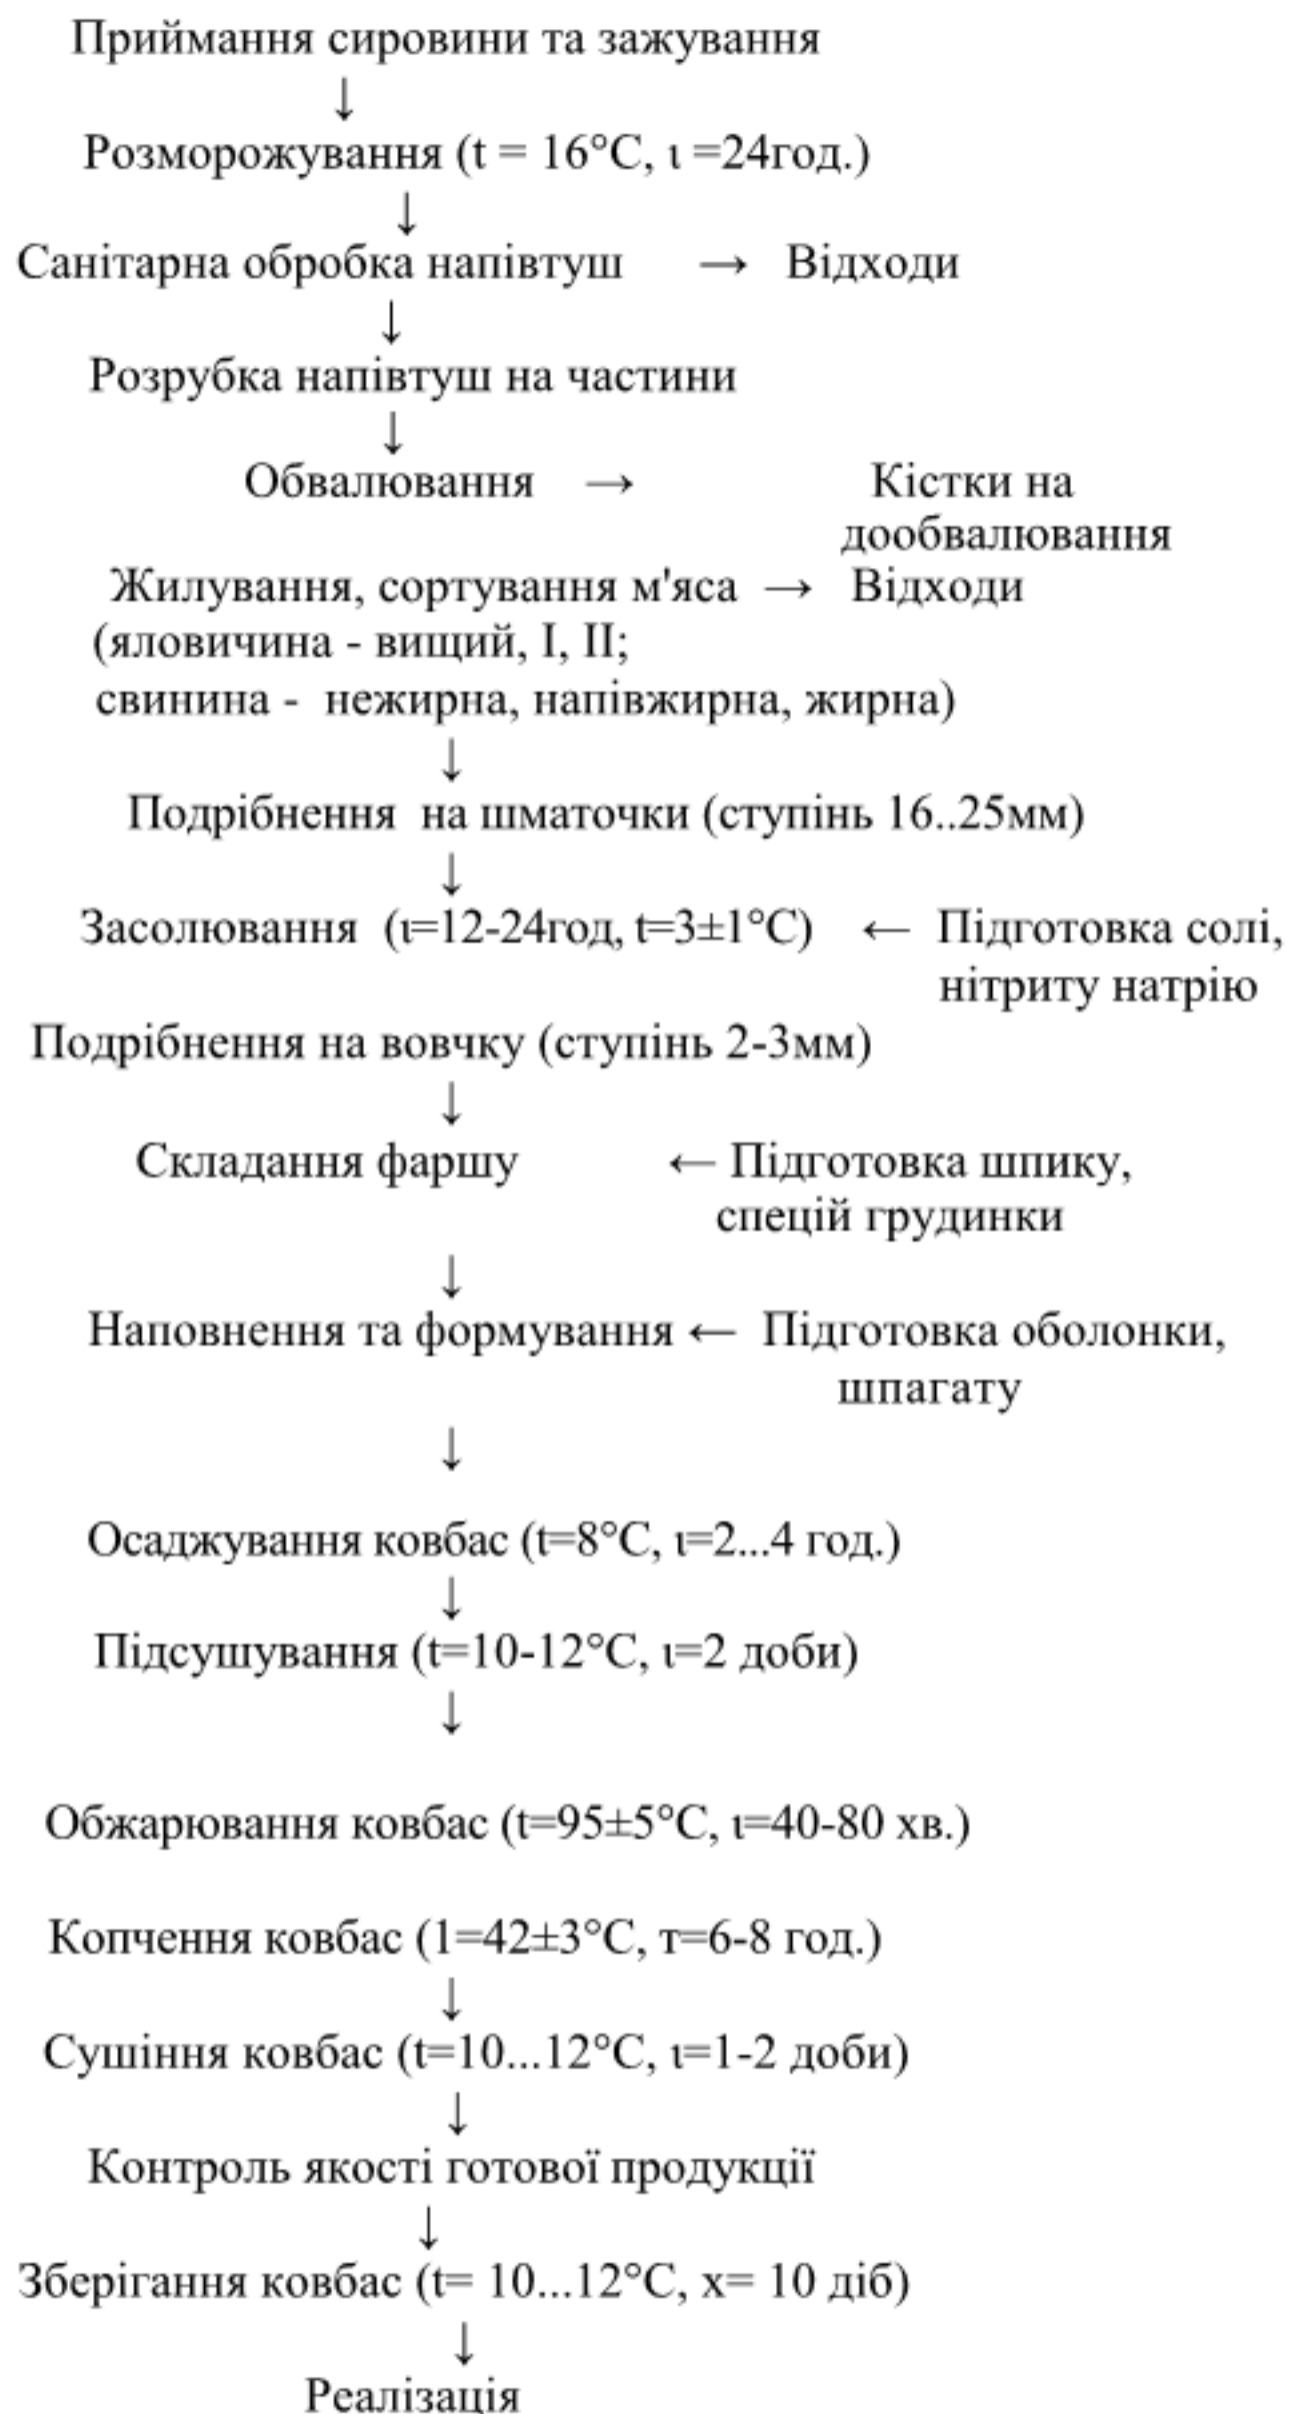 Приймання сировини та зажування
↓
Розморожування (t = 16°C, ι =24год.)
↓
Санітарна обробка напівтуш → Відходи
↓
Розрубка напівтуш на частини
↓
Обвалювання → Кістки на
дообвалювання
Жилування, сортування м'яса → Відходи
(яловичина - вищий, І, ІІ;
свинина - нежирна, напівжирна, жирна)
↓
Подрібнення на шматочки (ступінь 16..25мм)
↓
Засолювання (ι=12-24год, t=3±1°C) ← Підготовка солі,
нітриту натрію
Подрібнення на вовчку (ступінь 2-3мм)
↓
Складання фаршу ← Підготовка шпику,
спецій грудинки
↓
Наповнення та формування ← Підготовка оболонки,
шпагату
↓
Осаджування ковбас (t=8°C, ι=2...4 год.)
↓
Підсушування (t=10-12°C, ι=2 доби)
↓
Обжарювання ковбас (t=95±5°C, ι=40-80 хв.)
Копчення ковбас (1=42±3°C, т=6-8 год.)
↓
Сушіння ковбас (t=10...12°C, ι=1-2 доби)
↓
Контроль якості готової продукції
↓
Зберігання ковбас (t= 10...12°C, х= 10 діб)
↓
Реалізація